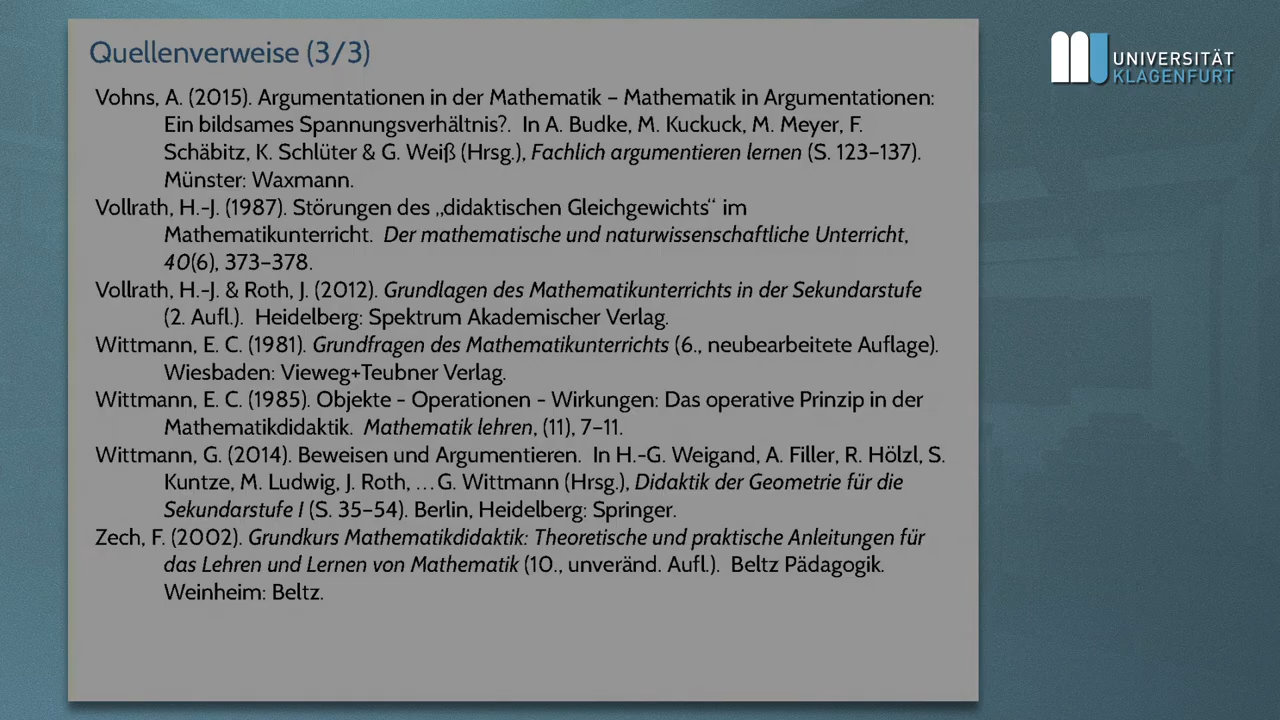 Quellenverweise (3/3)
UNIVERSITÄT
KLAGENFURT
Vohns, A. (2015). Argumentationen in der Mathematik – Mathematik in Argumentationen:
Ein bildsames Spannungsverhältnis?. In A. Budke, M. Kuckuck, M. Meyer, F.
Schäbitz, K. Schlüter & G. Weiß (Hrsg.), Fachlich argumentieren lernen (S. 123–137).
Münster: Waxmann.
Vollrath, H.-J. (1987). Störungen des „didaktischen Gleichgewichts“ im
Mathematikunterricht. Der mathematische und naturwissenschaftliche Unterricht,
40(6), 373–378.
Vollrath, H.-J. & Roth, J. (2012). Grundlagen des Mathematikunterrichts in der Sekundarstufe
(2. Aufl.). Heidelberg: Spektrum Akademischer Verlag.
Wittmann, E. C. (1981). Grundfragen des Mathematikunterrichts (6., neubearbeitete Auflage).
Wiesbaden: Vieweg+Teubner Verlag.
Wittmann, E. C. (1985). Objekte - Operationen - Wirkungen: Das operative Prinzip in der
Mathematikdidaktik. Mathematik lehren, (11), 7–11.
Wittmann, G. (2014). Beweisen und Argumentieren. In H.-G. Weigand, A. Filler, R. Hölzl, S.
Kuntze, M. Ludwig, J. Roth, … G. Wittmann (Hrsg.), Didaktik der Geometrie für die
Sekundarstufe I (S. 35–54). Berlin, Heidelberg: Springer.
Zech, F. (2002). Grundkurs Mathematikdidaktik: Theoretische und praktische Anleitungen für
das Lehren und Lernen von Mathematik (10., unveränd. Aufl.). Beltz Pädagogik.
Weinheim: Beltz.